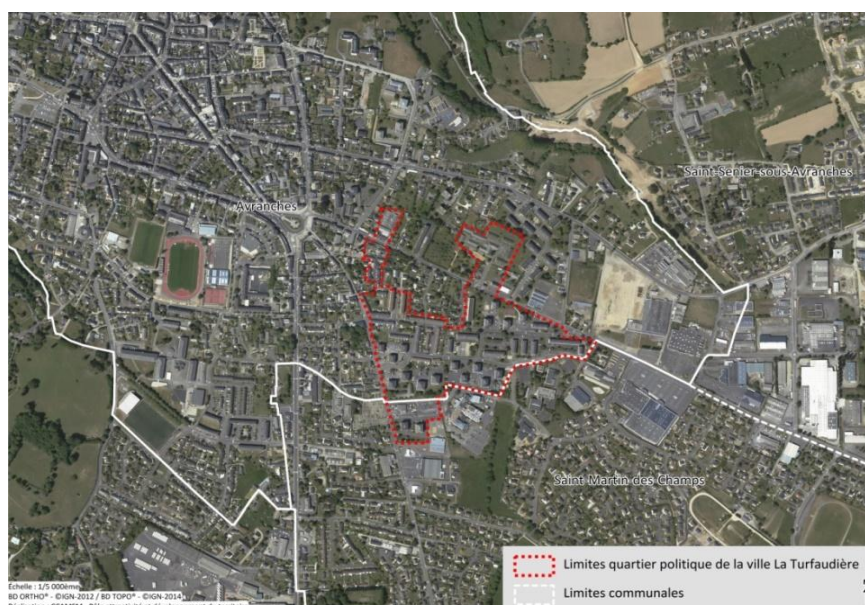 Saint-Senier-sous-Avranches
Avranches
Saint Martin des Champs
Limites quartier politique de la ville La Turfaudière
Limites communales
Échelle : 1/5 000ème
BD ORTHO® - ©IGN-2012 / BD TOPO® - ©IGN-2014